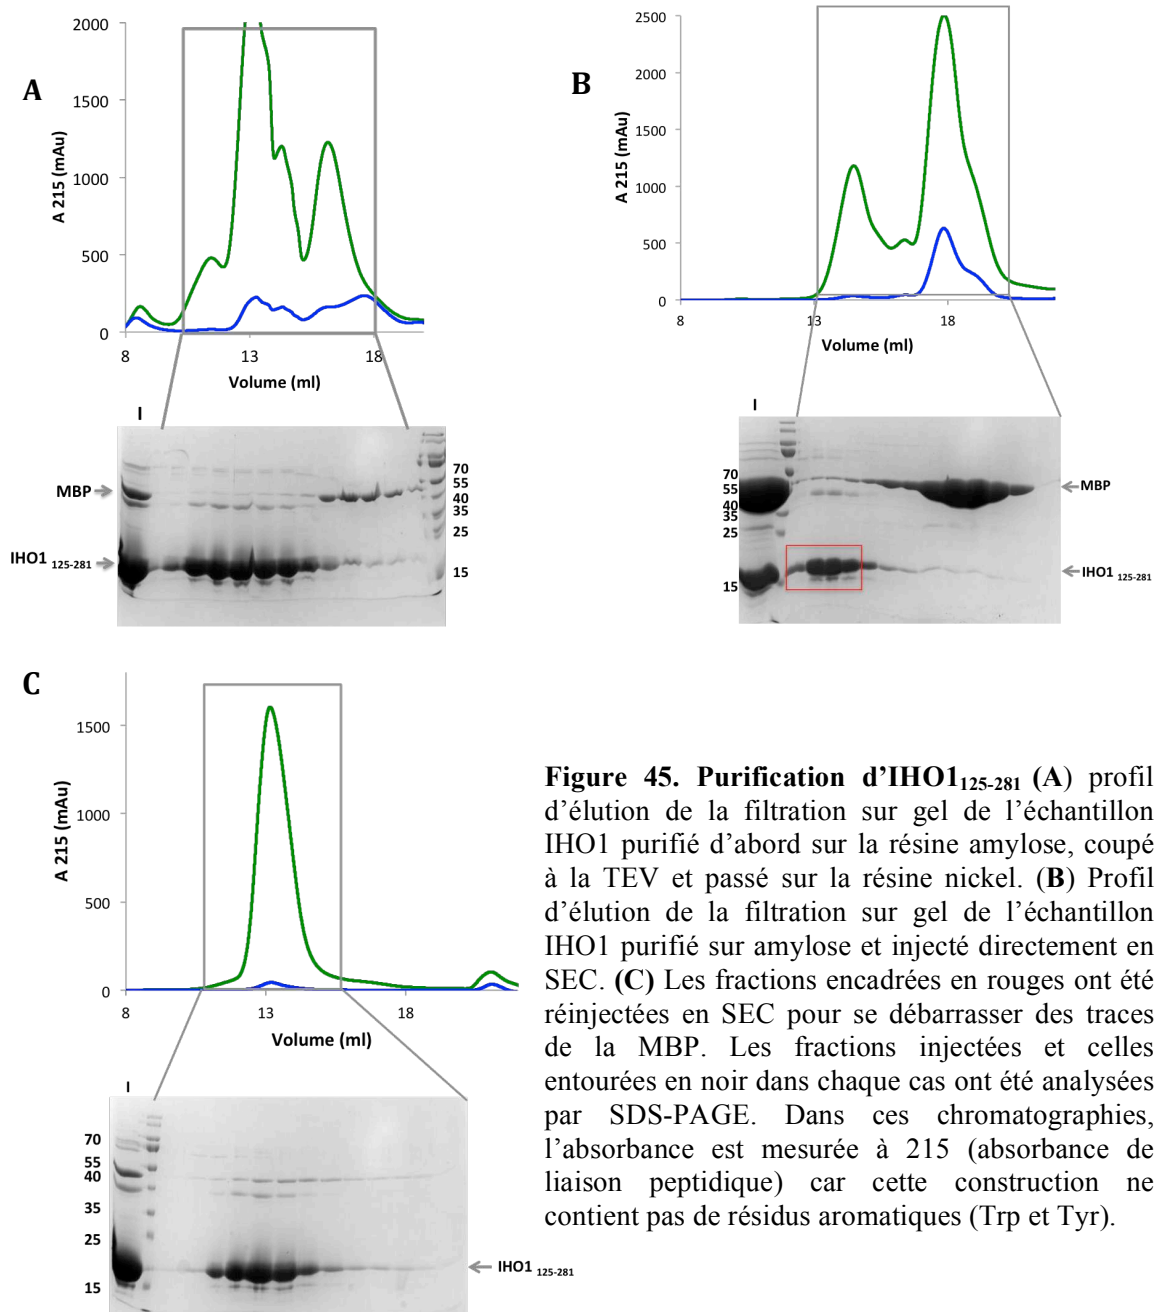 A
A 215 (mAu)
2000
1500
1000
500
0
8
13
18
Volume (ml)
I
MBP
IHO1 125-281
70
55
40
35
25
15
B
A 215 (mAu)
2500
2000
1500
1000
500
0
8
13
18
Volume (ml)
I
70
55
40
35
25
15
MBP
IHO1 125-281
C
A 215 (mAu)
1500
1000
500
0
8
13
18
Volume (ml)
I
70
55
40
35
25
15
IHO1 125-281
Figure 45. Purification d’IHO1125-281 (A) profil
d’élution de la filtration sur gel de l’échantillon
IHO1 purifié d’abord sur la résine amylose, coupé
à la TEV et passé sur la résine nickel. (B) Profil
d’élution de la filtration sur gel de l’échantillon
IHO1 purifié sur amylose et injecté directement en
SEC. (C) Les fractions encadrées en rouges ont été
réinjectées en SEC pour se débarrasser des traces
de la MBP. Les fractions injectées et celles
entourées en noir dans chaque cas ont été analysées
par SDS-PAGE. Dans ces chromatographies,
l’absorbance est mesurée à 215 (absorbance de
liaison peptidique) car cette construction ne
contient pas de résidus aromatiques (Trp et Tyr).